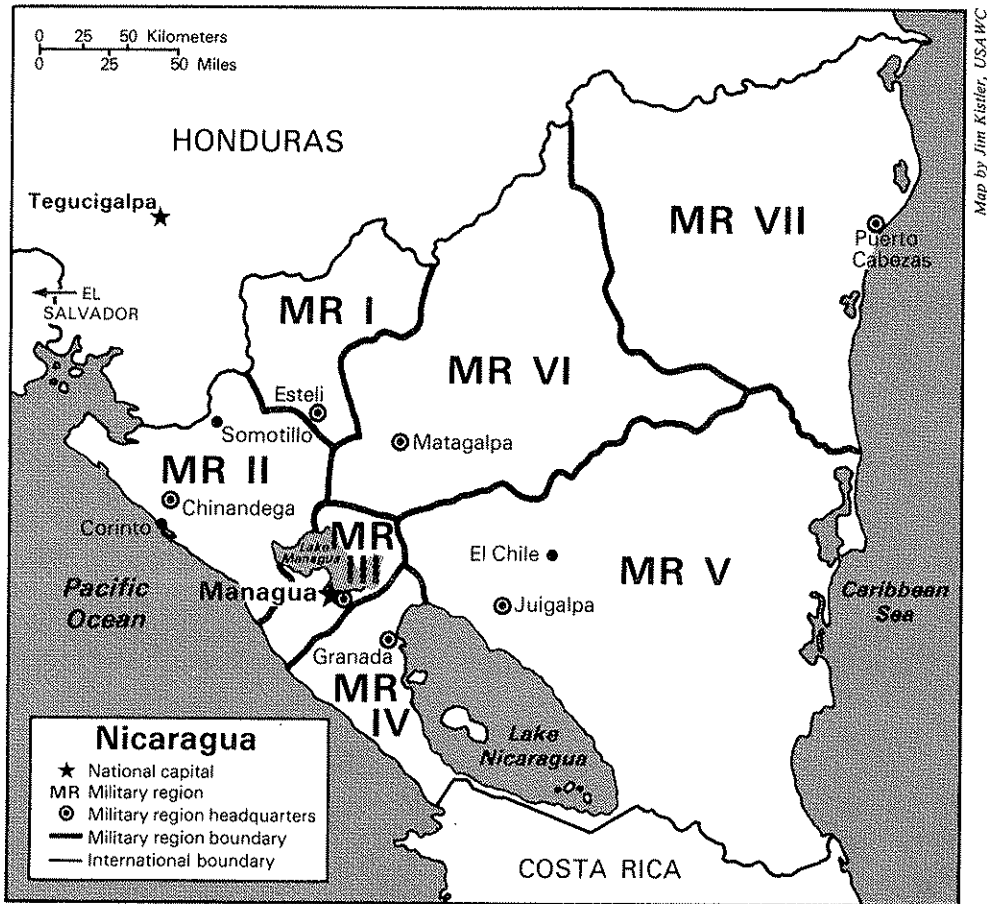 0 25 50 Kilometers
0 25 50 Miles
Map by Jim Kistler, USAWC
HONDURAS
Tegucigalpa
MR VII
Puerto
Cabezas
EL
SALVADOR
MR I
MR VI
Esteli
Somotillo
Matagalpa
MR II
Chinandega
Corinto
MR
III
Lake
Managua
El Chile
MR V
Managua
Juigalpa
Pacific
Ocean
Caribbean
Sea
Granada
MR
IV
Lake
Nicaragua
Nicaragua
National capital
MR Military region
Military region headquarters
Military region boundary
International boundary
COSTA RICA